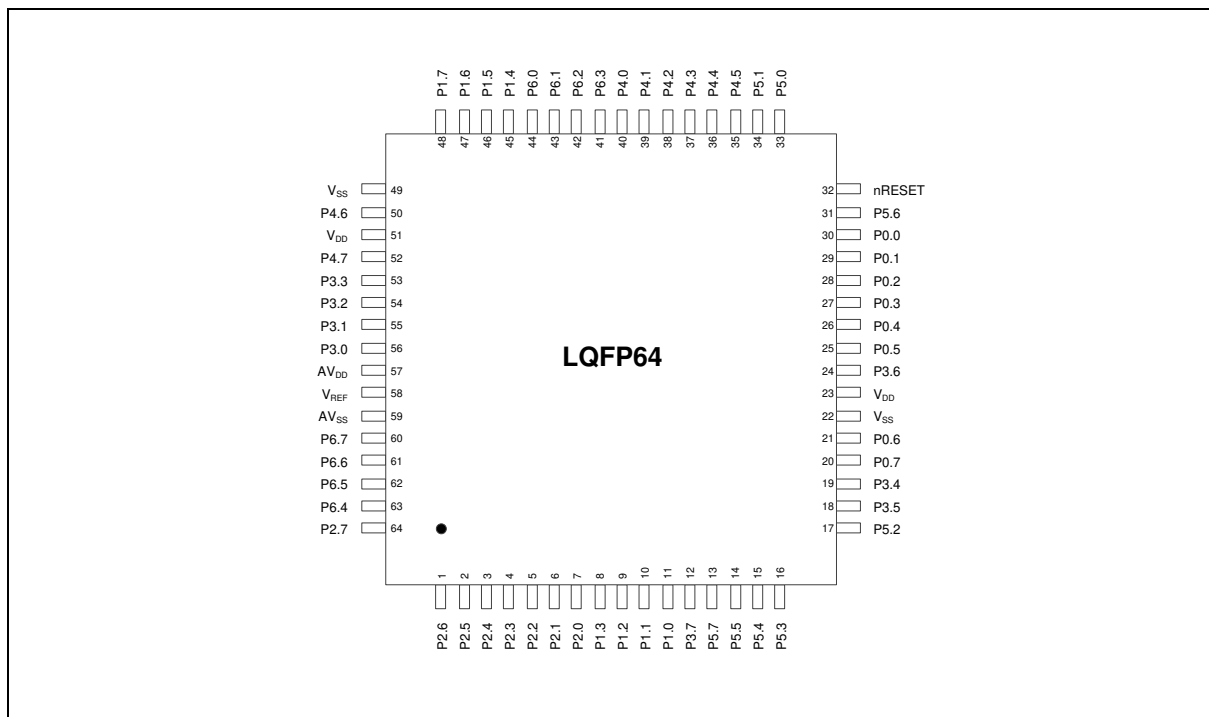 P1.7 P1.6 P1.5 P1.4 P6.0 P6.1 P6.2 P6.3 P4.0 P4.1 P4.2 P4.3 P4.4 P4.5 P5.1 P5.0
48 47 46 45 44 43 42 41 40 39 38 37 36 35 34 33
VSS 49 32 nRESET
P4.6 50 31 P5.6
VDD 51 30 P0.0
P4.7 52 29 P0.1
P3.3 53 28 P0.2
P3.2 54 27 P0.3
P3.1 55 26 P0.4
P3.0 56 25 P0.5
LQFP64
AVDD 57 24 P3.6
VREF 58 23 VDD
AVSS 59 22 VSS
P6.7 60 21 P0.6
P6.6 61 20 P0.7
P6.5 62 19 P3.4
P6.4 63 18 P3.5
P2.7 64 17 P5.2
1 2 3 4 5 6 7 8 9 10 11 12 13 14 15 16
P2.6 P2.5 P2.4 P2.3 P2.2 P2.1 P2.0 P1.3 P1.2 P1.1 P1.0 P3.7 P5.7 P5.5 P5.4 P5.3